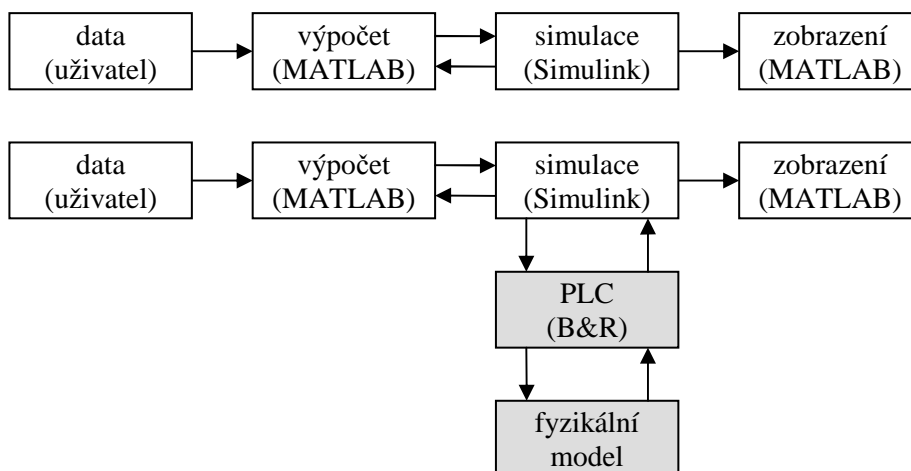 data
(uživatel)
výpočet
(MATLAB)
simulace
(Simulink)
zobrazení
(MATLAB)
data
(uživatel)
výpočet
(MATLAB)
simulace
(Simulink)
zobrazení
(MATLAB)
PLC
(B&R)
fyzikální
model